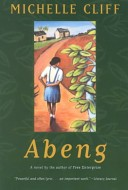 MICHELLE CLIFF
Abeng
A novel by the author of Free Enterprise